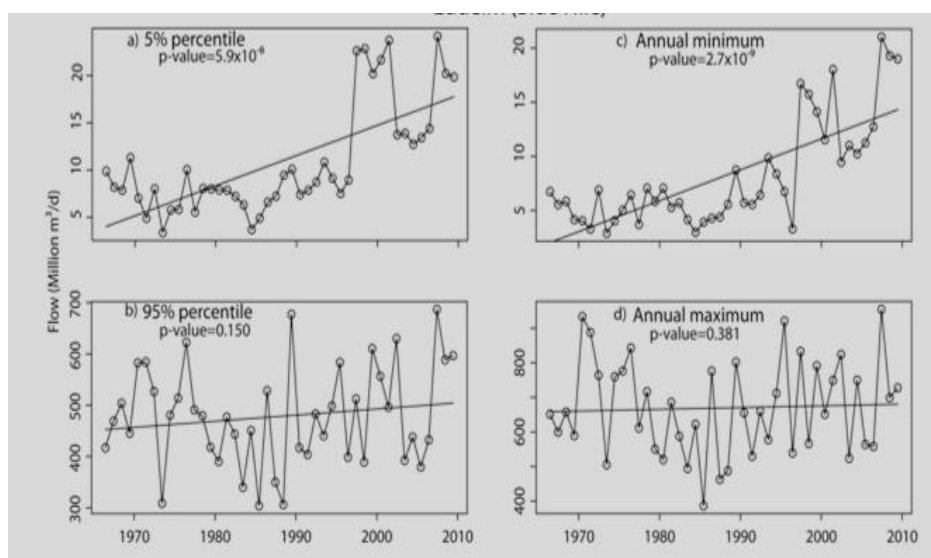 a) 5% percentile
p-value=5.9x10⁻⁸
20
15
10
5
c) Annual minimum
p-value=2.7x10⁻⁹
20
15
10
5
Flow (Million m³/d)
b) 95% percentile
p-value=0.150
700
600
500
400
300
1970
1980
1990
2000
2010
d) Annual maximum
p-value=0.381
800
600
400
1970
1980
1990
2000
2010